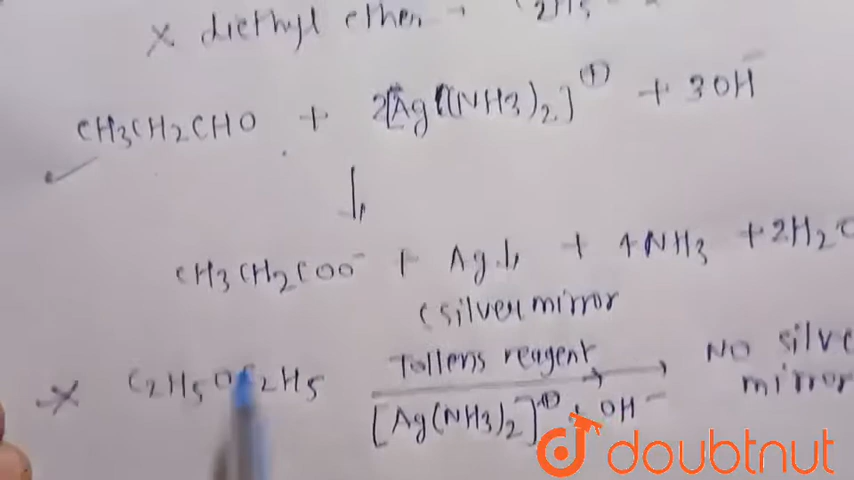 × diethyl ether -
CH3CH2CHO + 2[Ag(NH3)2]⊕ + 3OH-
CH3CH2COO- + Ag↓ + 4NH3 + 2H2O
(silver mirror
× C2H5OC2H5 Tollens reagent No silve
[Ag(NH3)2]⊕ + OH- mirror
doubtnut